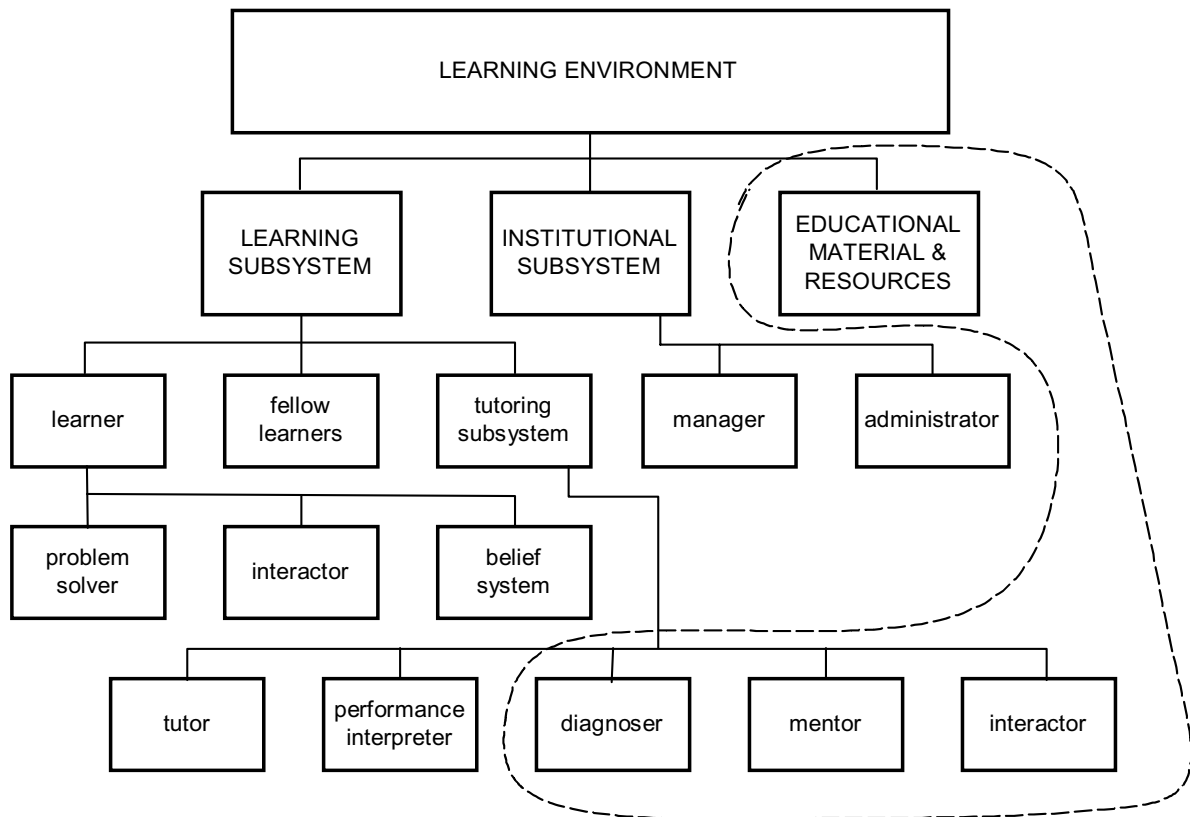 LEARNING ENVIRONMENT
LEARNING
SUBSYSTEM
INSTITUTIONAL
SUBSYSTEM
EDUCATIONAL
MATERIAL &
RESOURCES
learner
fellow
learners
tutoring
subsystem
manager
administrator
problem
solver
interactor
belief
system
tutor
performance
interpreter
diagnoser
mentor
interactor